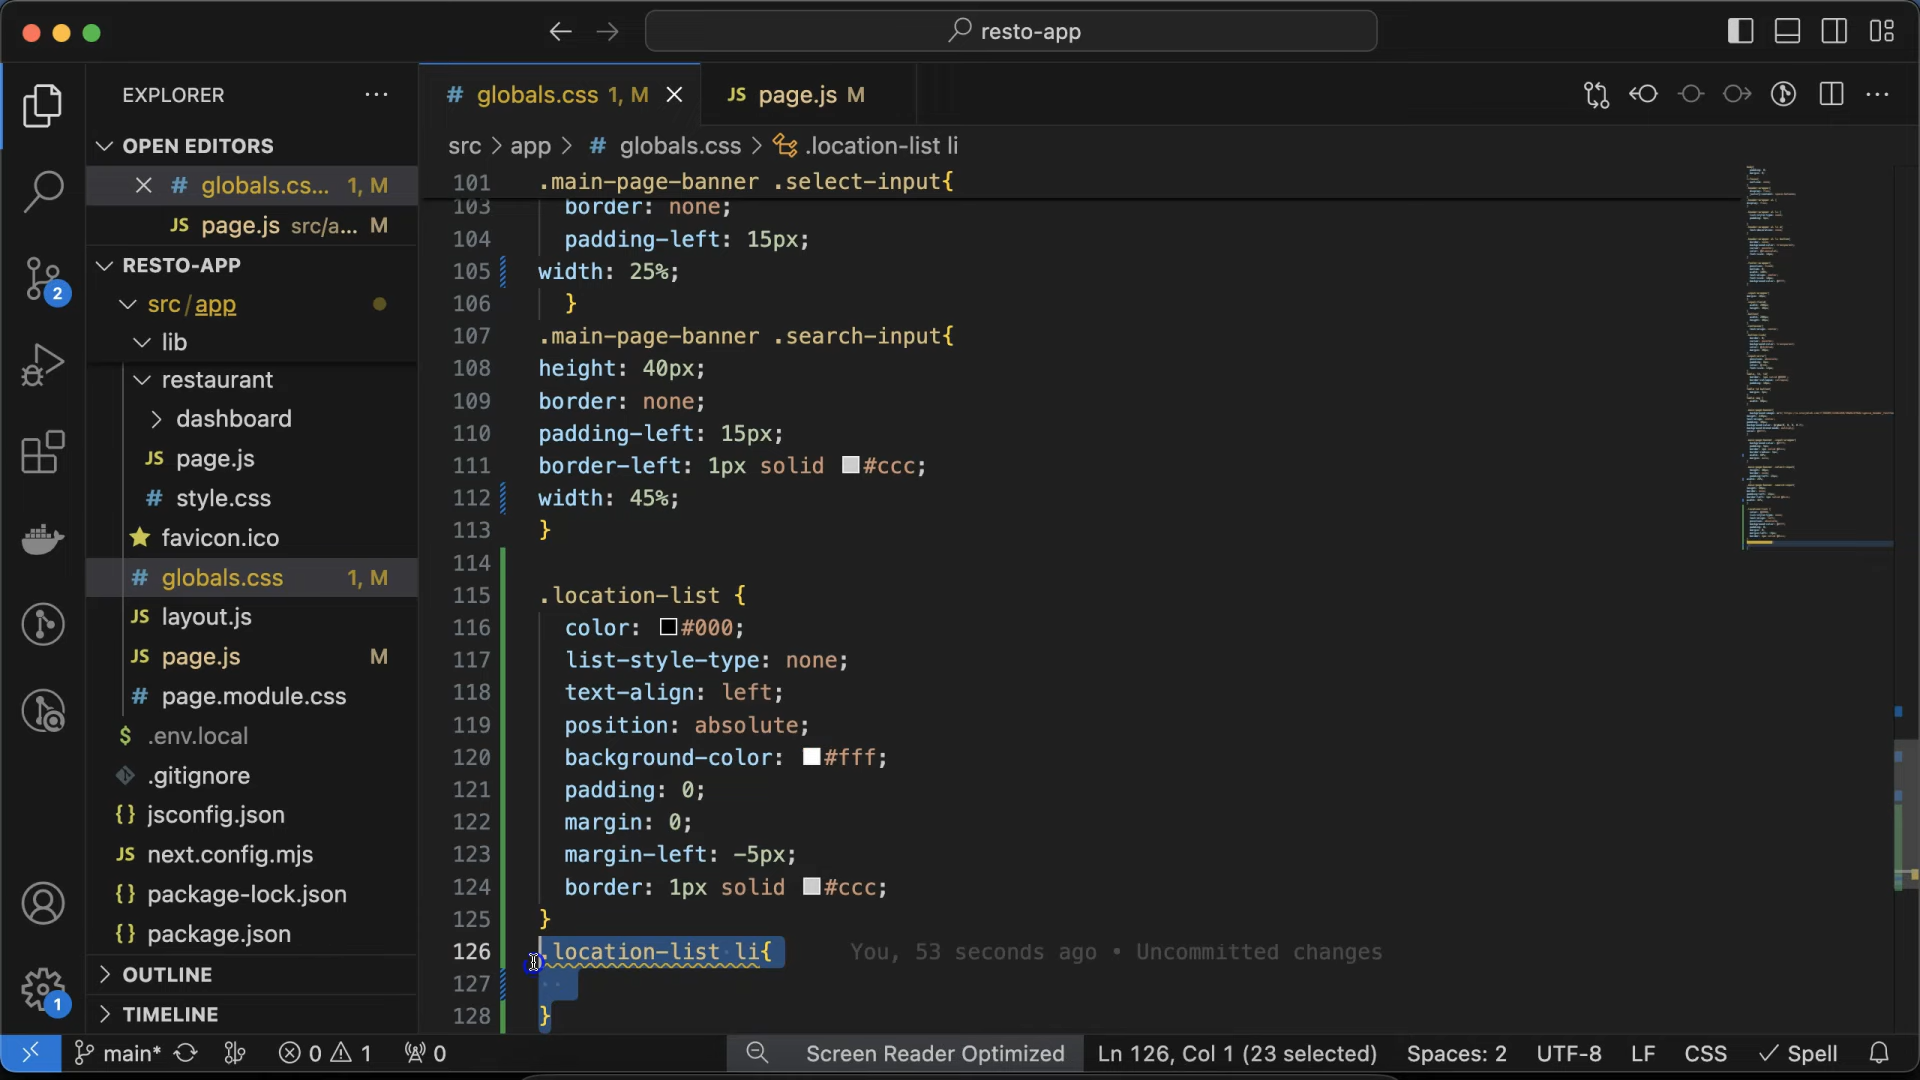 resto-app
EXPLORER
OPEN EDITORS
globals.cs... 1, M
JS page.js src/a... M
RESTO-APP
src/app
lib
restaurant
dashboard
JS page.js
# style.css
favicon.ico
# globals.css 1, M
JS layout.js
JS page.js M
# page.module.css
$ .env.local
.gitignore
{} jsconfig.json
JS next.config.mjs
{} package-lock.json
{} package.json
OUTLINE
TIMELINE
2
1
# globals.css 1, M
JS page.js M
src > app > # globals.css > .location-list li
101 .main-page-banner .select-input{
103 border: none;
104 padding-left: 15px;
105 width: 25%;
106 }
107 .main-page-banner .search-input{
108 height: 40px;
109 border: none;
110 padding-left: 15px;
111 border-left: 1px solid #ccc;
112 width: 45%;
113 }
114
115 .location-list {
116 color: #000;
117 list-style-type: none;
118 text-align: left;
119 position: absolute;
120 background-color: #fff;
121 padding: 0;
122 margin: 0;
123 margin-left: -5px;
124 border: 1px solid #ccc;
125 }
126 .location-list li{ You, 53 seconds ago • Uncommitted changes
127
128 }
main* 0 1 0 Screen Reader Optimized Ln 126, Col 1 (23 selected) Spaces: 2 UTF-8 LF CSS Spell